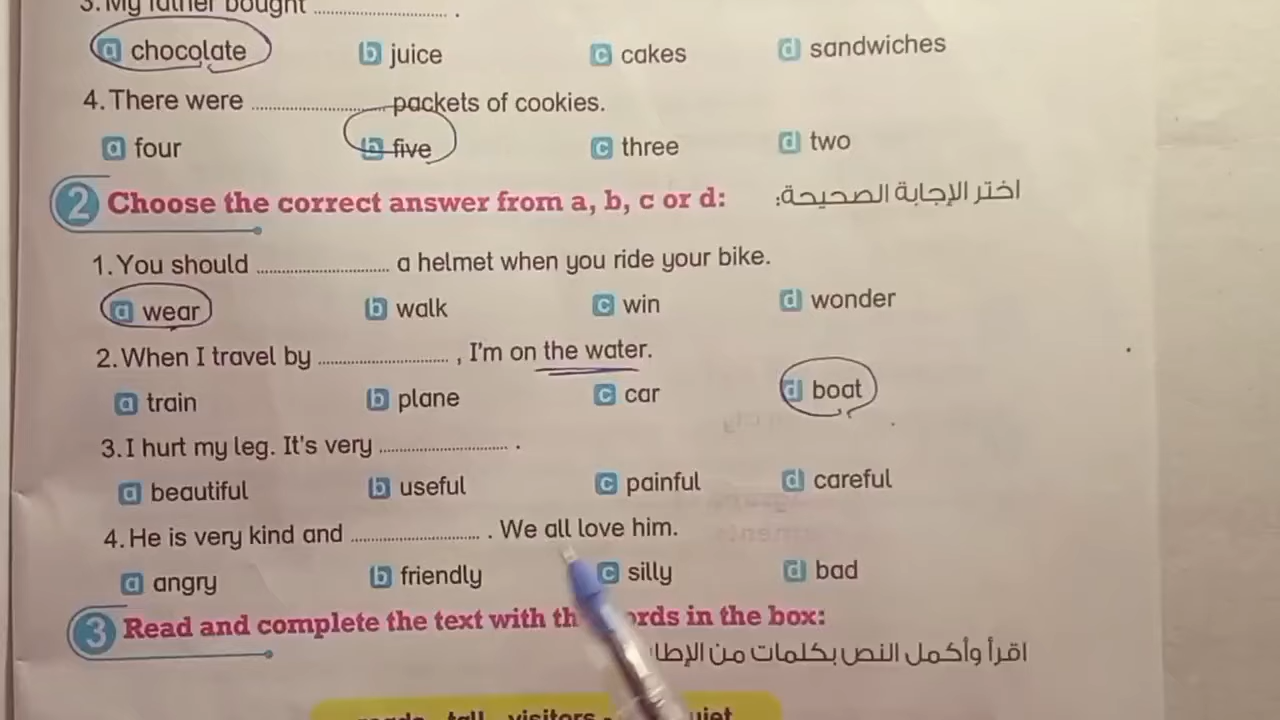 3. My father bought .................... .
a chocolate b juice c cakes d sandwiches
4. There were .................... packets of cookies.
a four b five c three d two
2 Choose the correct answer from a, b, c or d: اختر الإجابة الصحيحة:
1. You should .................... a helmet when you ride your bike.
a wear b walk c win d wonder
2. When I travel by .................... , I'm on the water.
a train b plane c car d boat
3. I hurt my leg. It's very .................... .
a beautiful b useful c painful d careful
4. He is very kind and .................... . We all love him.
a angry b friendly c silly d bad
3 Read and complete the text with words in the box:
اقرأ وأكمل النص بكلمات من
tall visitors